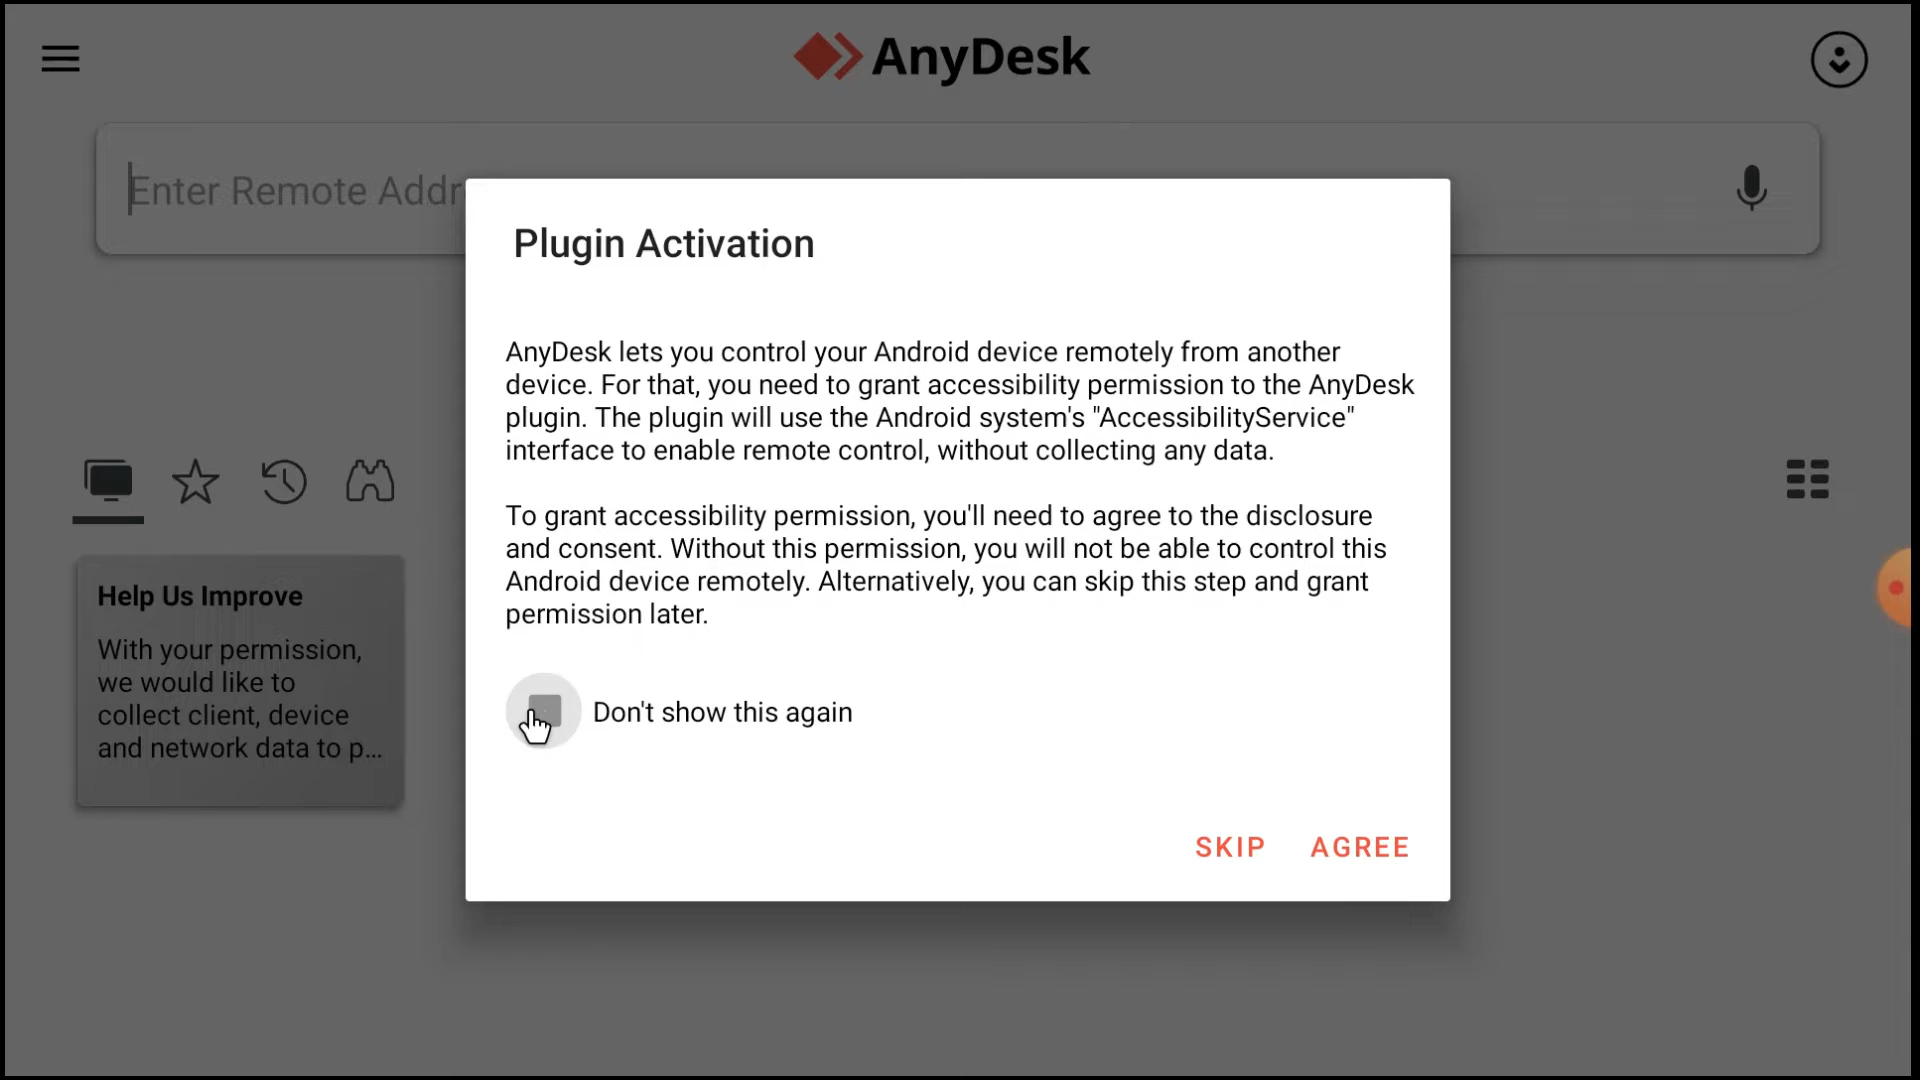 AnyDesk
Enter Remote Addr
Plugin Activation
AnyDesk lets you control your Android device remotely from another
device. For that, you need to grant accessibility permission to the AnyDesk
plugin. The plugin will use the Android system's "AccessibilityService"
interface to enable remote control, without collecting any data.
To grant accessibility permission, you'll need to agree to the disclosure
and consent. Without this permission, you will not be able to control this
Android device remotely. Alternatively, you can skip this step and grant
permission later.
Don't show this again
SKIP AGREE
Help Us Improve
With your permission,
we would like to
collect client, device
and network data to p...